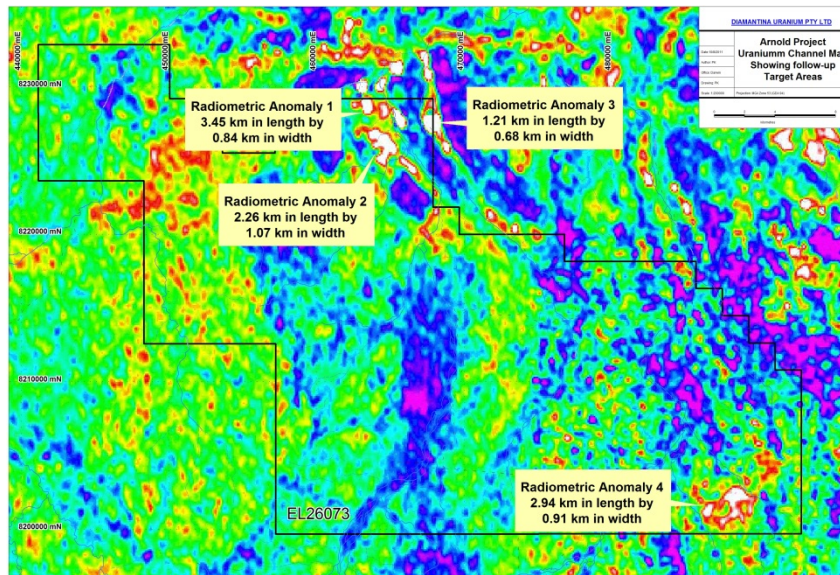 DIAMANTINA URANIUM PTY LTD
Arnold Project
Uraniumm Channel Ma
Showing follow-up
Target Areas
440000 mE
450000 mE
460000 mE
470000 mE
480000 mE
8230000 mN
8220000 mN
8210000 mN
8200000 mN
Radiometric Anomaly 1
3.45 km in length by
0.84 km in width
Radiometric Anomaly 3
1.21 km in length by
0.68 km in width
Radiometric Anomaly 2
2.26 km in length by
1.07 km in width
Radiometric Anomaly 4
2.94 km in length by
0.91 km in width
EL26073